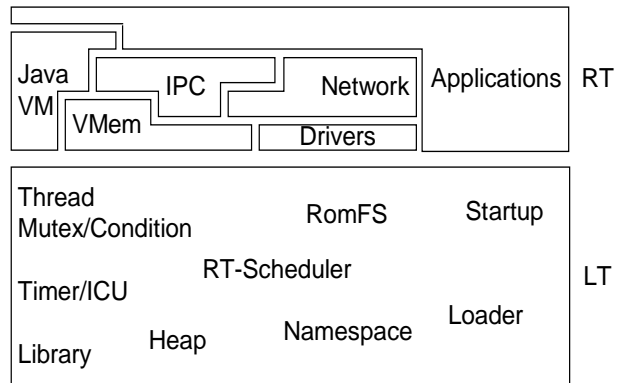 Java
VM
IPC
Network
Applications
RT
VMem
Drivers
Thread
Mutex/Condition
RomFS
Startup
RT-Scheduler
LT
Timer/ICU
Loader
Namespace
Heap
Library